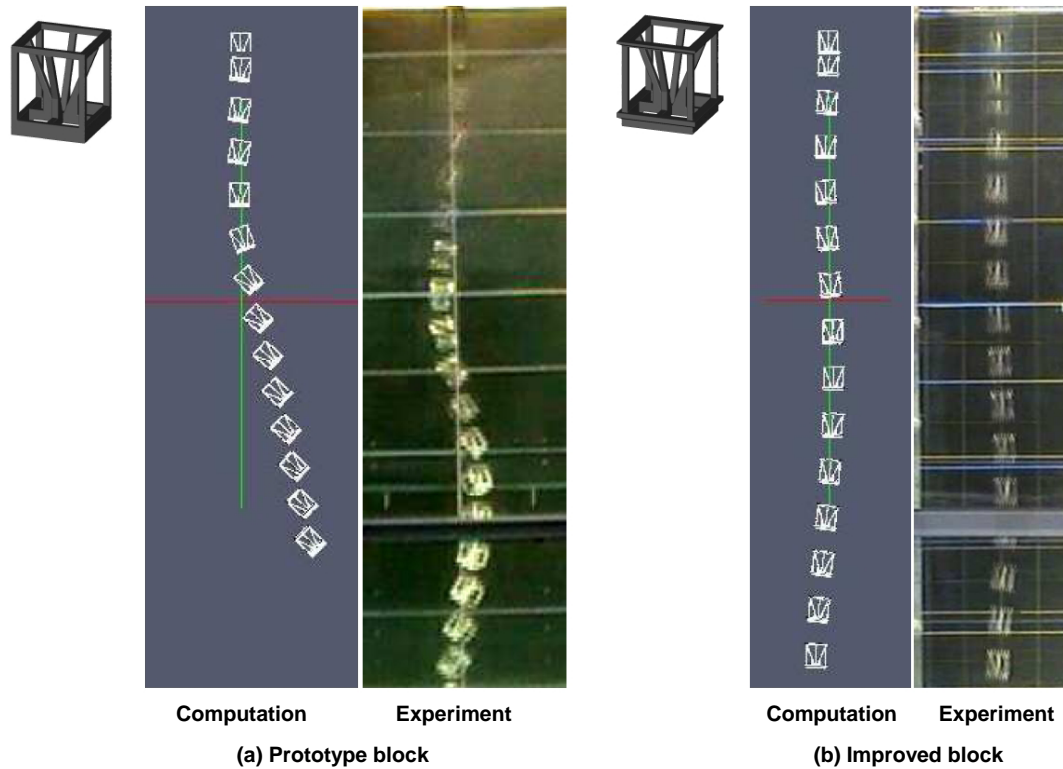 Computation Experiment
(a) Prototype block
Computation Experiment
(b) Improved block